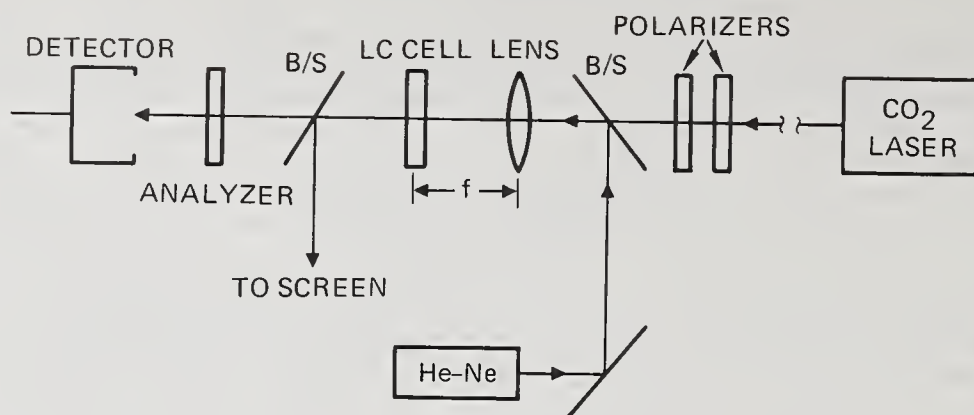 POLARIZERS
DETECTOR
B/S
LC CELL
LENS
B/S
CO2
LASER
ANALYZER
f
TO SCREEN
He-Ne